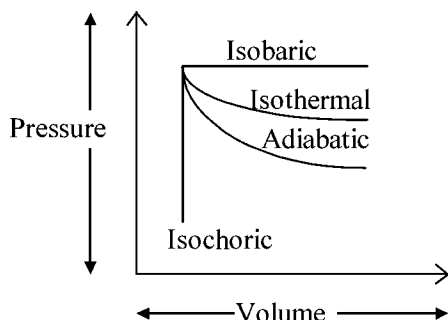 Isobaric
Isothermal
Pressure
Adiabatic
Isochoric
Volume